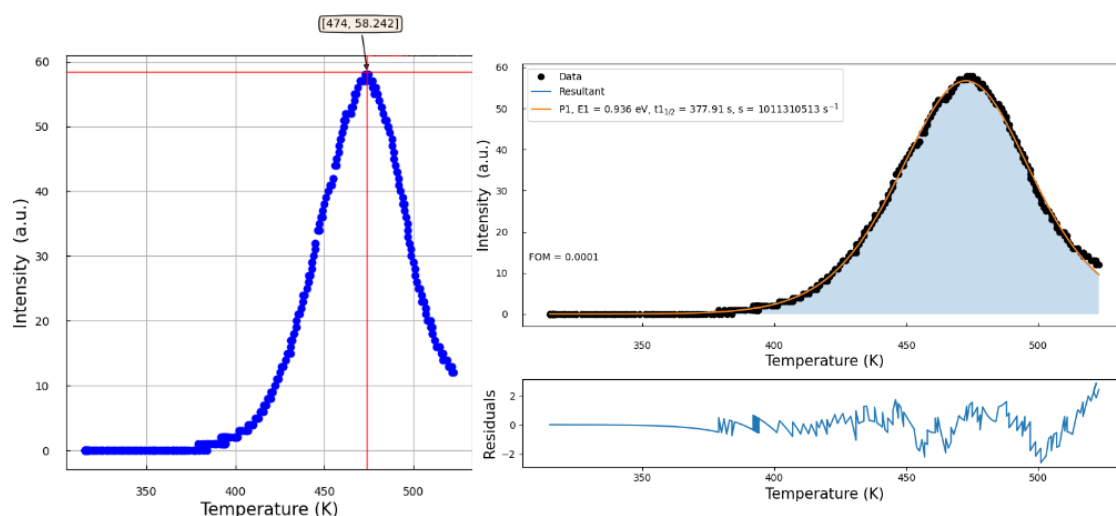 [474, 58.242]
60
50
40
30
20
10
0
Intensity (a.u.)
350 400 450 500
Temperature (K)
60
50
40
30
20
10
0
Intensity (a.u.)
Data
Resultant
P1, E1 = 0.936 eV, t1₁/₂ = 377.91 s, s = 1011310513 s⁻¹
FOM = 0.0001
350 400 450 500
Temperature (K)
2
0
−2
Residuals
350 400 450 500
Temperature (K)